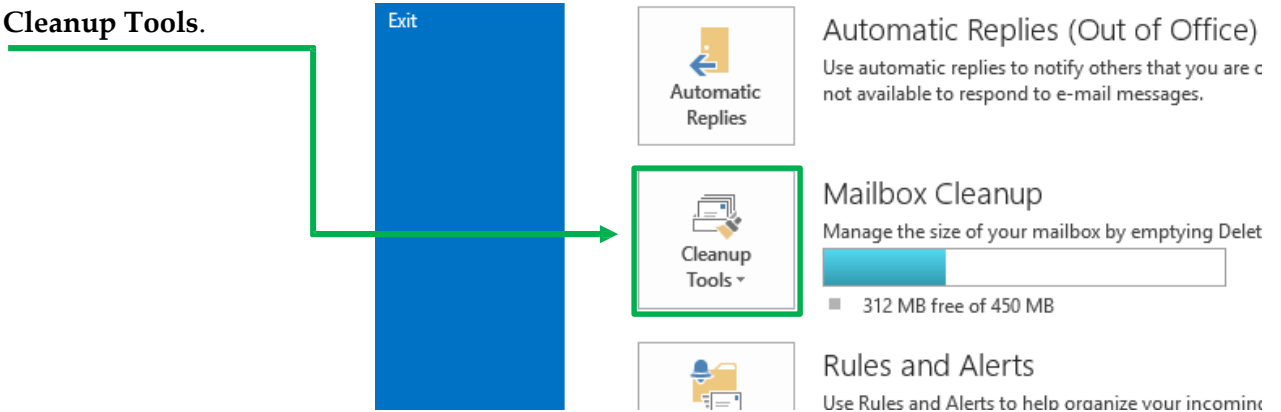 Cleanup Tools.
Exit
Automatic
Replies
Automatic Replies (Out of Office)
Use automatic replies to notify others that you are
not available to respond to e-mail messages.
Cleanup
Tools
Mailbox Cleanup
Manage the size of your mailbox by emptying Delet
312 MB free of 450 MB
Rules and Alerts
Use Rules and Alerts to help organize your incoming